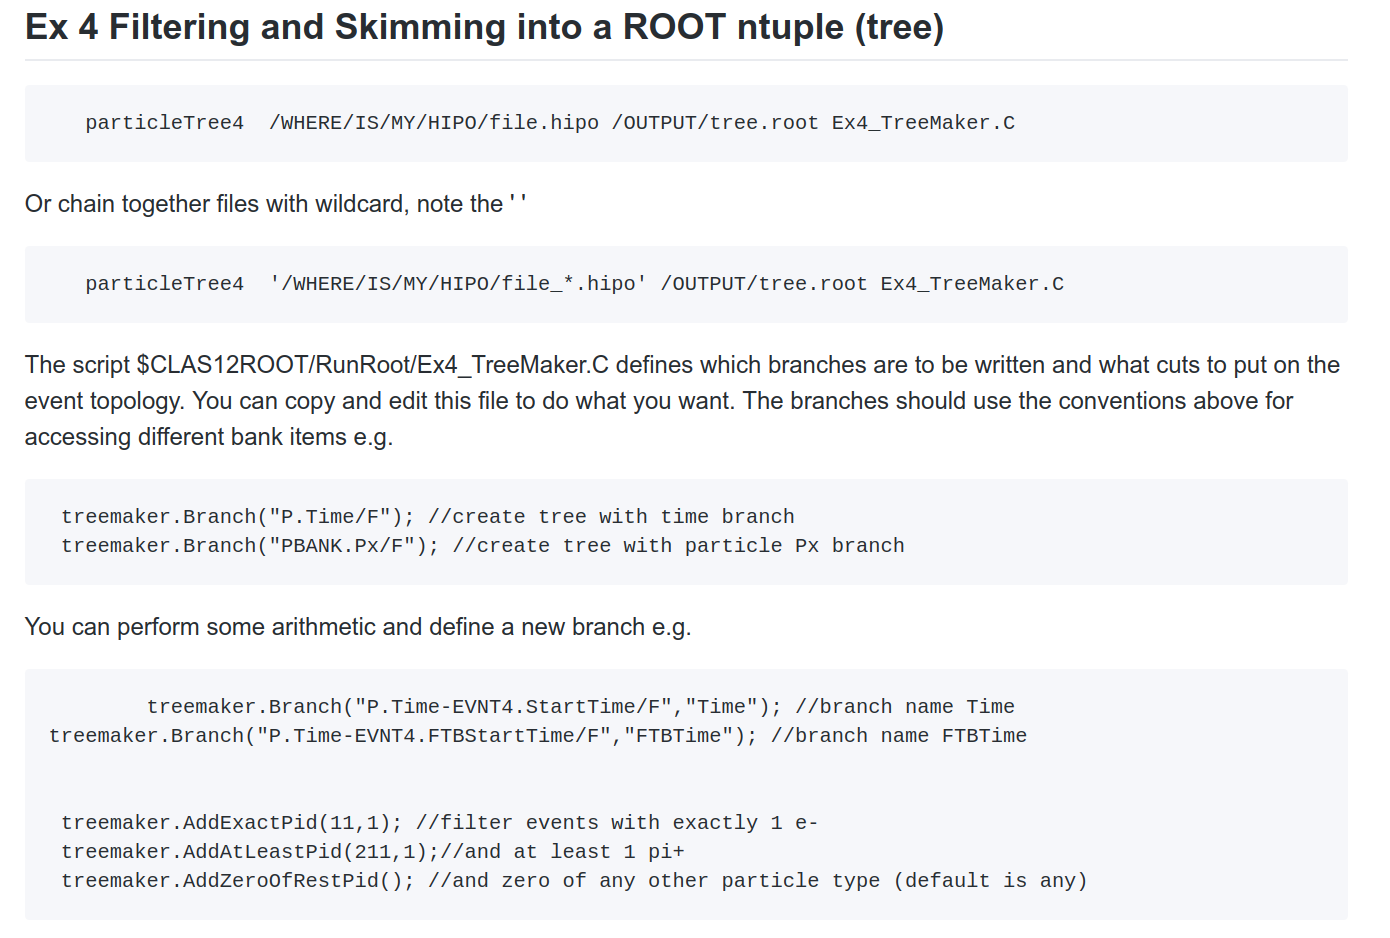 Ex 4 Filtering and Skimming into a ROOT ntuple (tree)
particleTree4  /WHERE/IS/MY/HIPO/file.hipo /OUTPUT/tree.root Ex4_TreeMaker.C
Or chain together files with wildcard, note the ' '
particleTree4  '/WHERE/IS/MY/HIPO/file_*.hipo' /OUTPUT/tree.root Ex4_TreeMaker.C
The script $CLAS12ROOT/RunRoot/Ex4_TreeMaker.C defines which branches are to be written and what cuts to put on the
event topology. You can copy and edit this file to do what you want. The branches should use the conventions above for
accessing different bank items e.g.
treemaker.Branch("P.Time/F"); //create tree with time branch
treemaker.Branch("PBANK.Px/F"); //create tree with particle Px branch
You can perform some arithmetic and define a new branch e.g.
treemaker.Branch("P.Time-EVNT4.StartTime/F","Time"); //branch name Time
treemaker.Branch("P.Time-EVNT4.FTBStartTime/F","FTBTime"); //branch name FTBTime
treemaker.AddExactPid(11,1); //filter events with exactly 1 e-
treemaker.AddAtLeastPid(211,1);//and at least 1 pi+
treemaker.AddZeroOfRestPid(); //and zero of any other particle type (default is any)